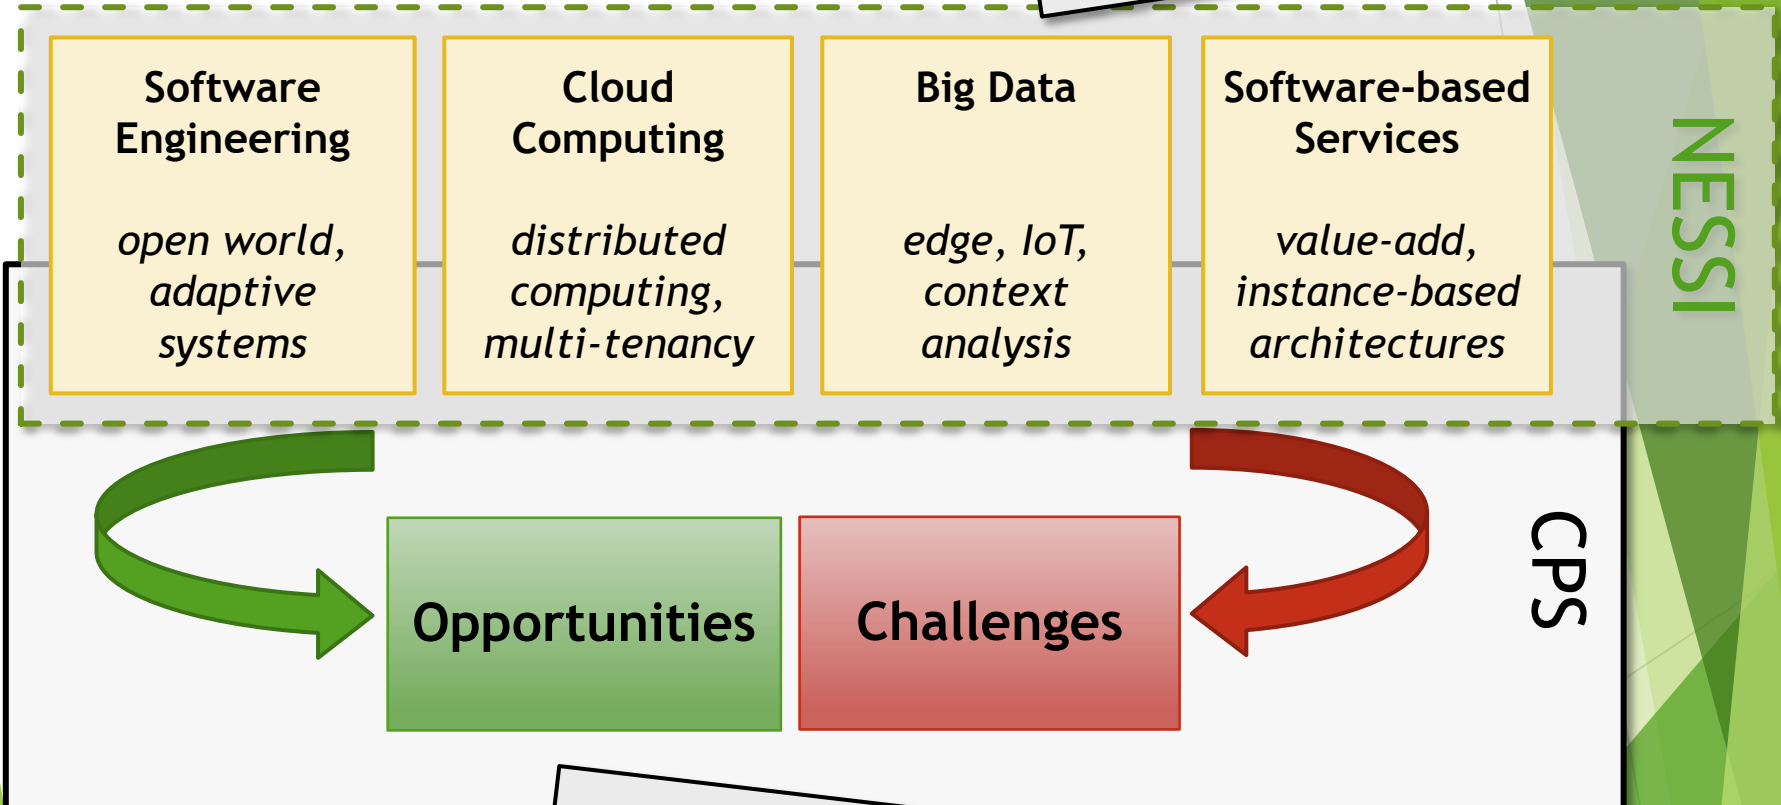 Software
Engineering
open world,
adaptive
systems
Cloud
Computing
distributed
computing,
multi-tenancy
Big Data
edge, IoT,
context
analysis
Software-based
Services
value-add,
instance-based
architectures
NESSI
Opportunities
Challenges
CPS